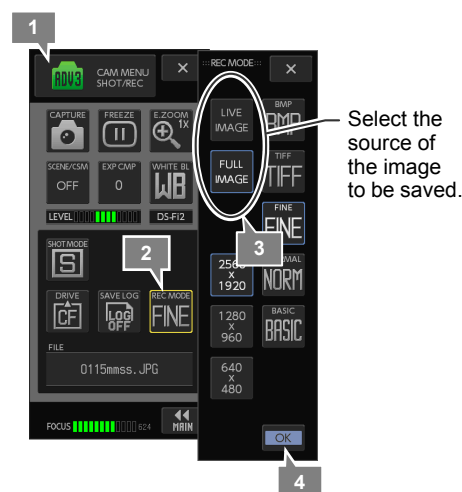 1
ADV3
CAM MENU
SHOT/REC
×
CAPTURE
FREEZE
E.ZOOM
1X
SCENE/CSM
OFF
EXP CMP
0
WHITE BL
WB
LEVEL
DS-Fi2
SHOT MODE
S
2
DRIVE
CF
SAVE LOG
LOG
OFF
REC MODE
FINE
FILE
0115mmss.JPG
FOCUS
624
MAIN
:::REC MODE:::
×
LIVE
IMAGE
BMP
BMP
FULL
IMAGE
TIFF
TIFF
FINE
FINE
3
1920
x
NORM
1280
x
960
BASIC
BASIC
640
x
480
OK
4
Select the
source of
the image
to be saved.